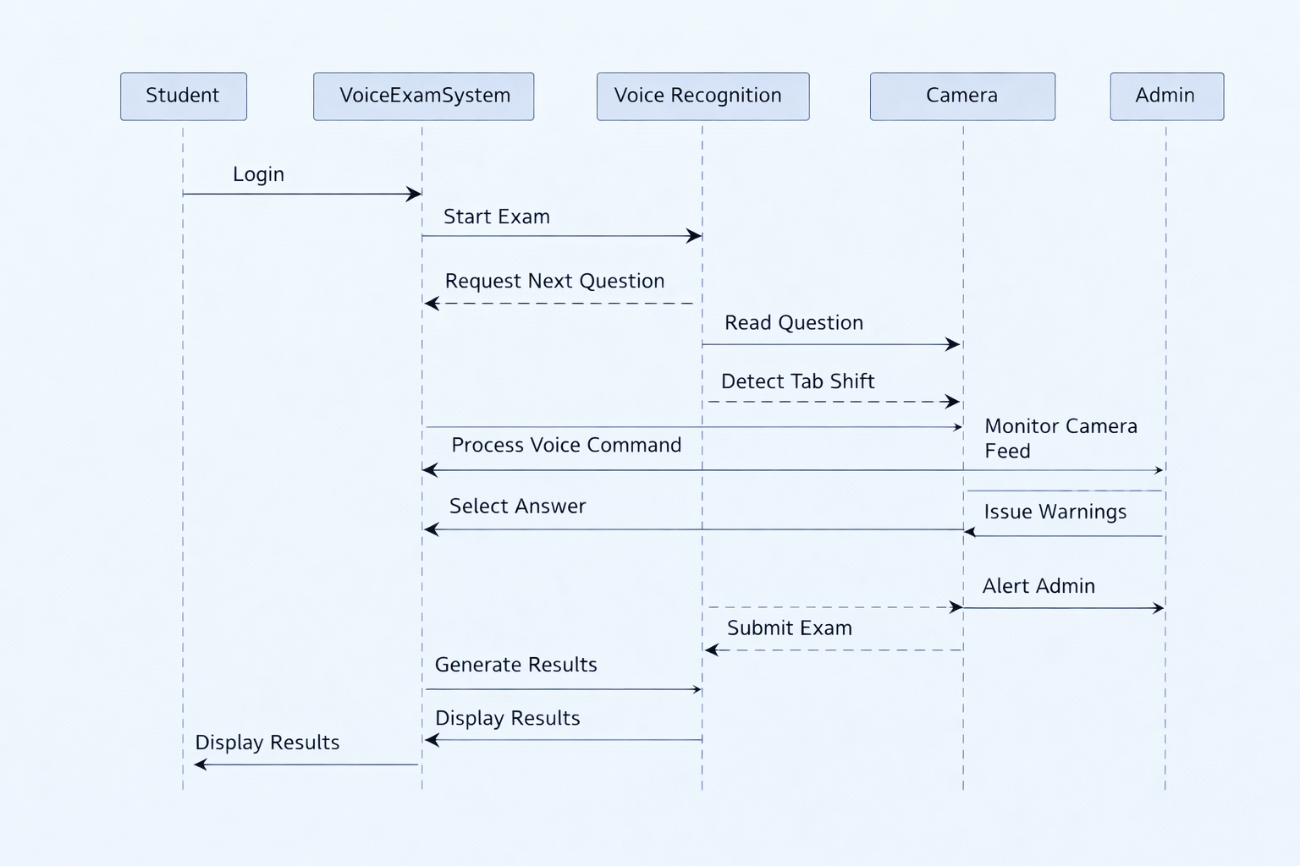 Student
VoiceExamSystem
Voice Recognition
Camera
Admin
Login
Start Exam
Request Next Question
Read Question
Detect Tab Shift
Monitor Camera
Feed
Process Voice Command
Select Answer
Issue Warnings
Alert Admin
Submit Exam
Generate Results
Display Results
Display Results